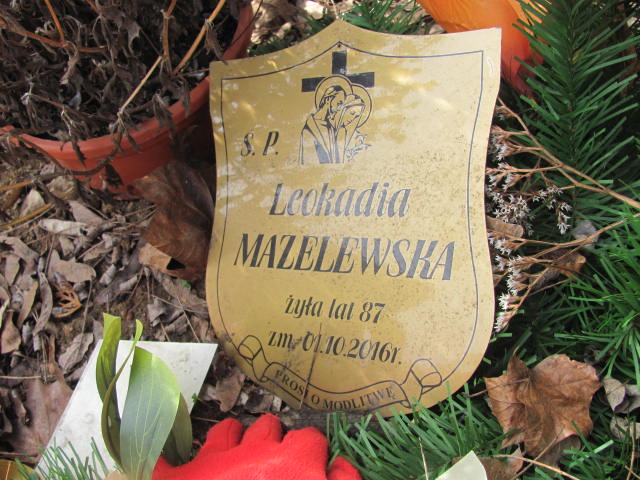 Ś. P.
Leokadia
MAZELEWSKA
żyła lat 87
zm. 01.10.2016r.
PROSI O MODLITWĘ